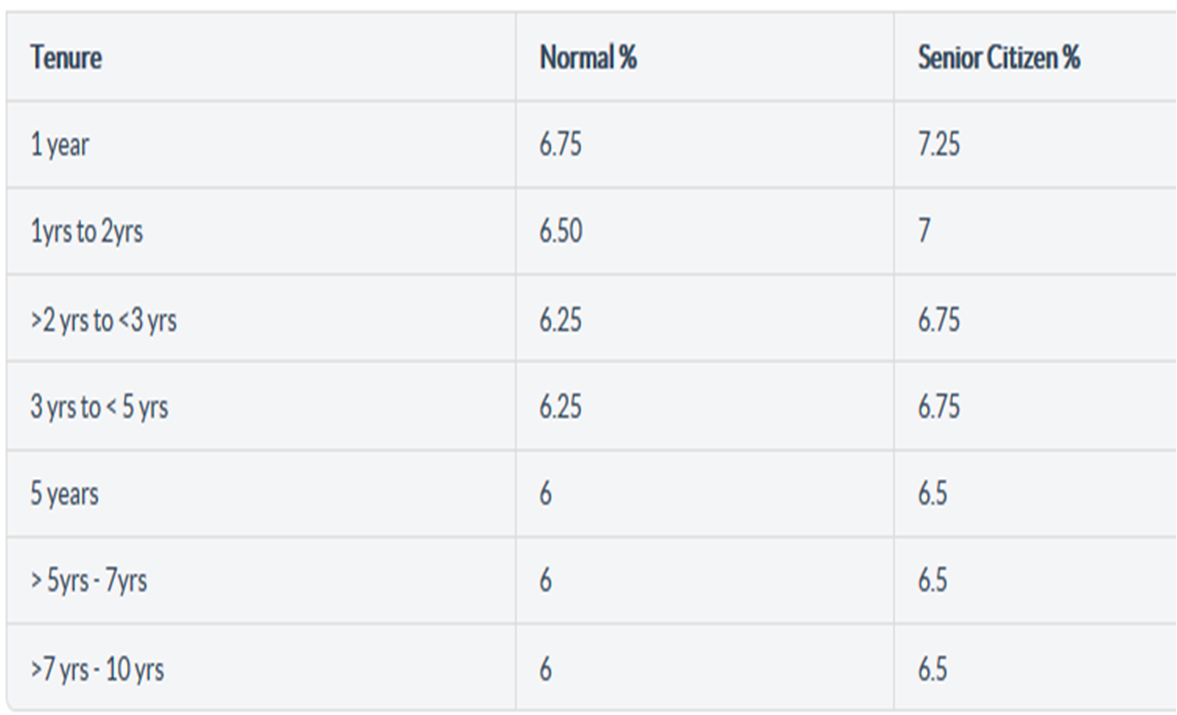 Tenure Normal % Senior Citizen %
1 year 6.75 7.25
1yrs to 2yrs 6.50 7
>2 yrs to <3 yrs 6.25 6.75
3 yrs to < 5 yrs 6.25 6.75
5 years 6 6.5
> 5yrs - 7yrs 6 6.5
>7 yrs - 10 yrs 6 6.5